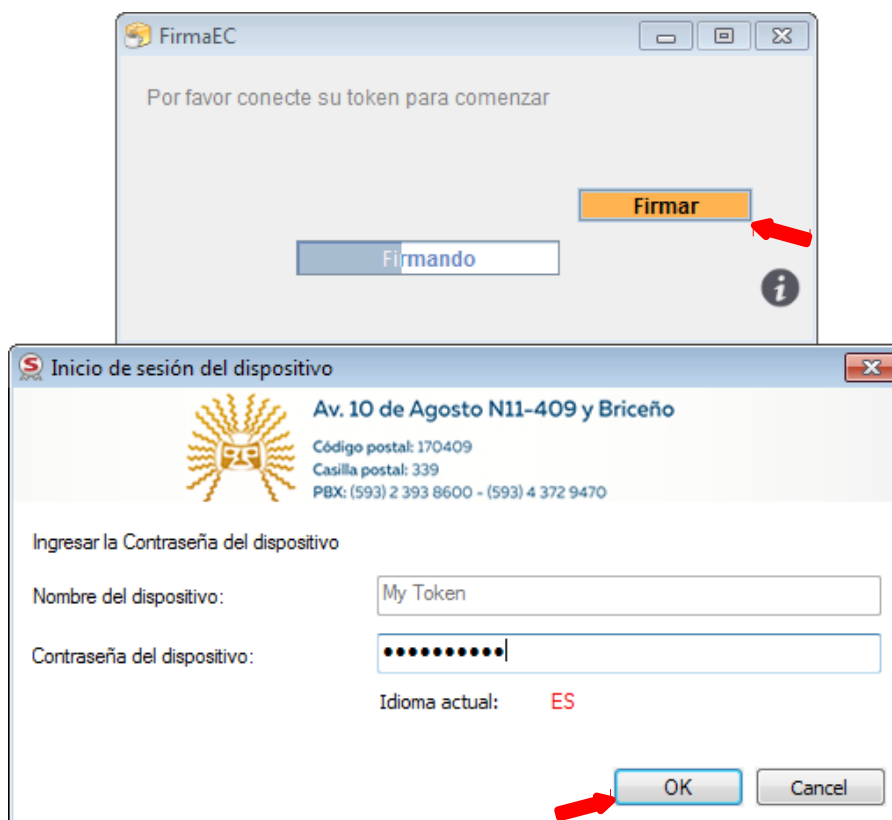 FirmaEC
Por favor conecte su token para comenzar
Firmar
Firmando
Inicio de sesión del dispositivo
Av. 10 de Agosto N11-409 y Briceño
Código postal: 170409
Casilla postal: 339
PBX: (593) 2 393 8600 - (593) 4 372 9470
Ingresar la Contraseña del dispositivo
Nombre del dispositivo: My Token
Contraseña del dispositivo: ●●●●●●●●●●
Idioma actual: ES
OK Cancel